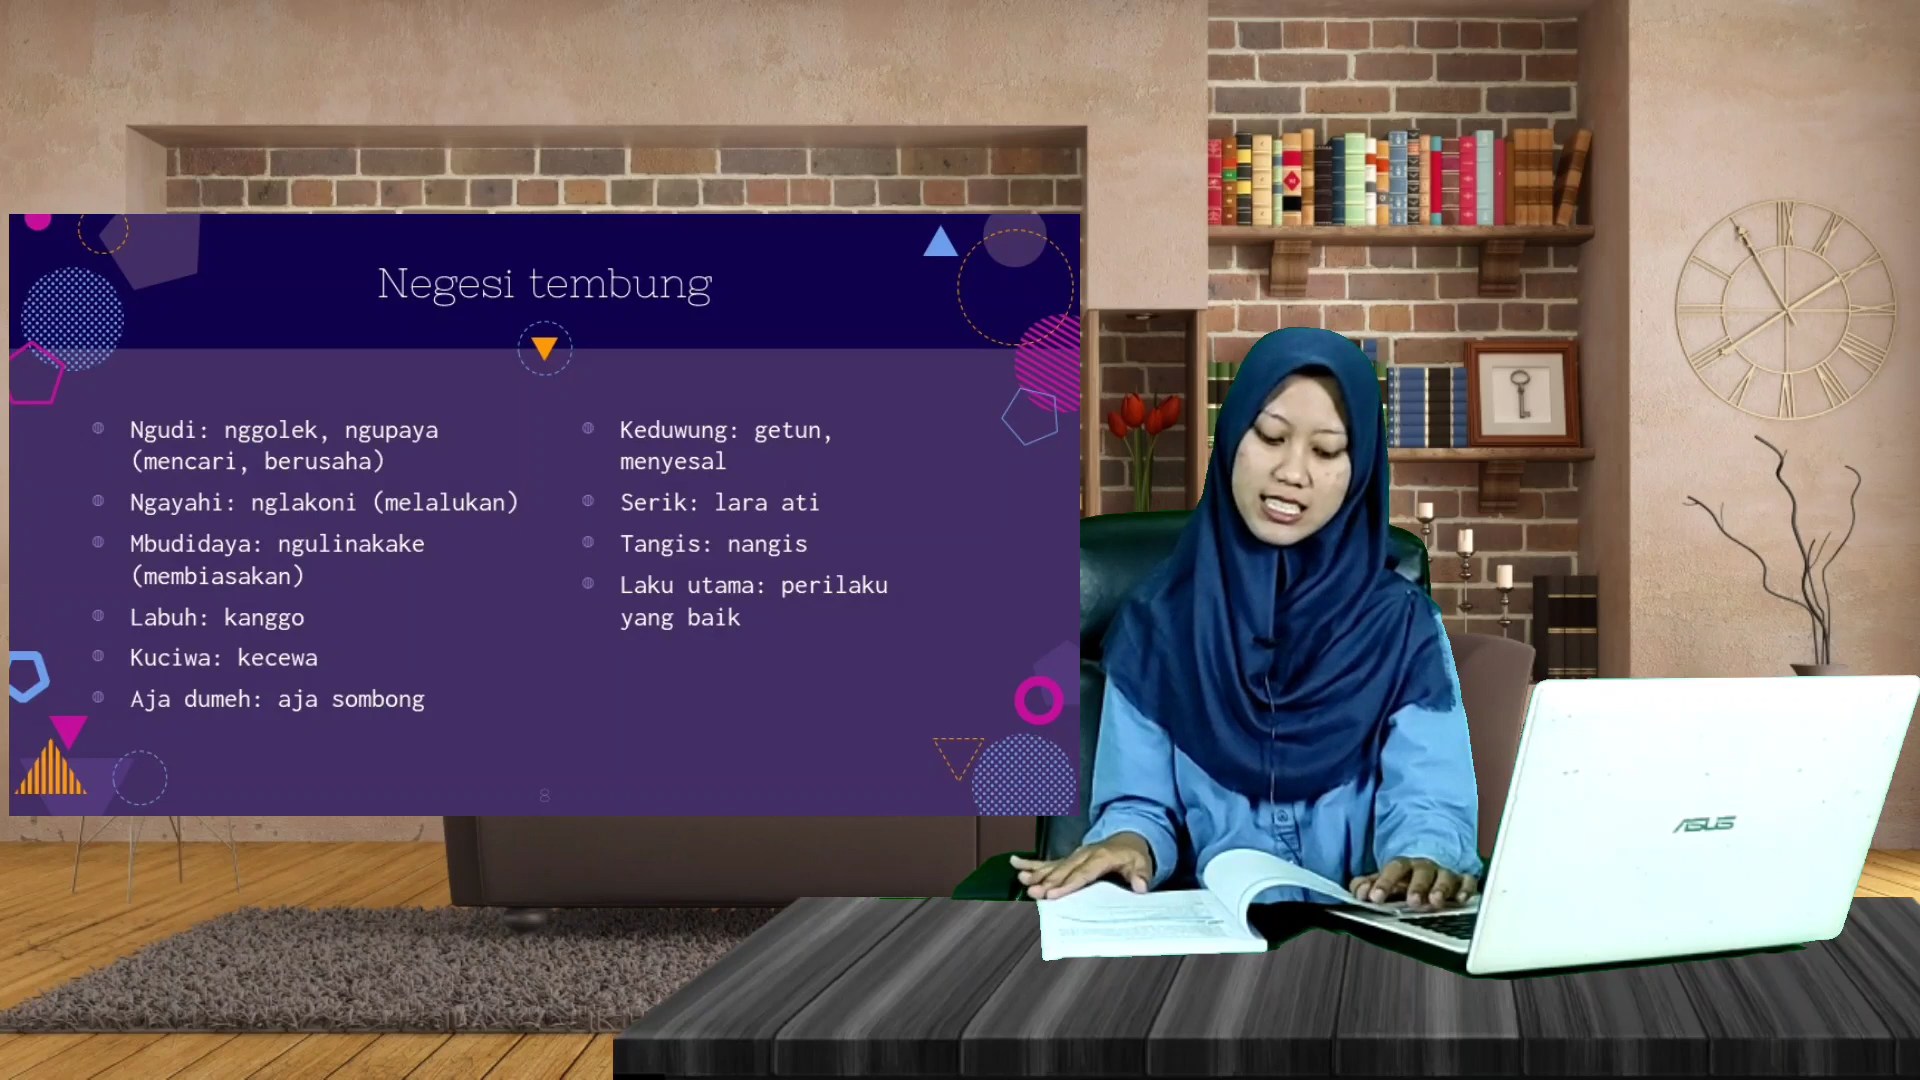 Negesi tembung
Ngudi: nggolek, ngupaya
(mencari, berusaha)
Ngayahi: nglakoni (melalukan)
Mbudidaya: ngulinakake
(membiasakan)
Labuh: kanggo
Kuciwa: kecewa
Aja dumeh: aja sombong
Keduwung: getun,
menyesal
Serik: lara ati
Tangis: nangis
Laku utama: perilaku
yang baik
8
ASUS